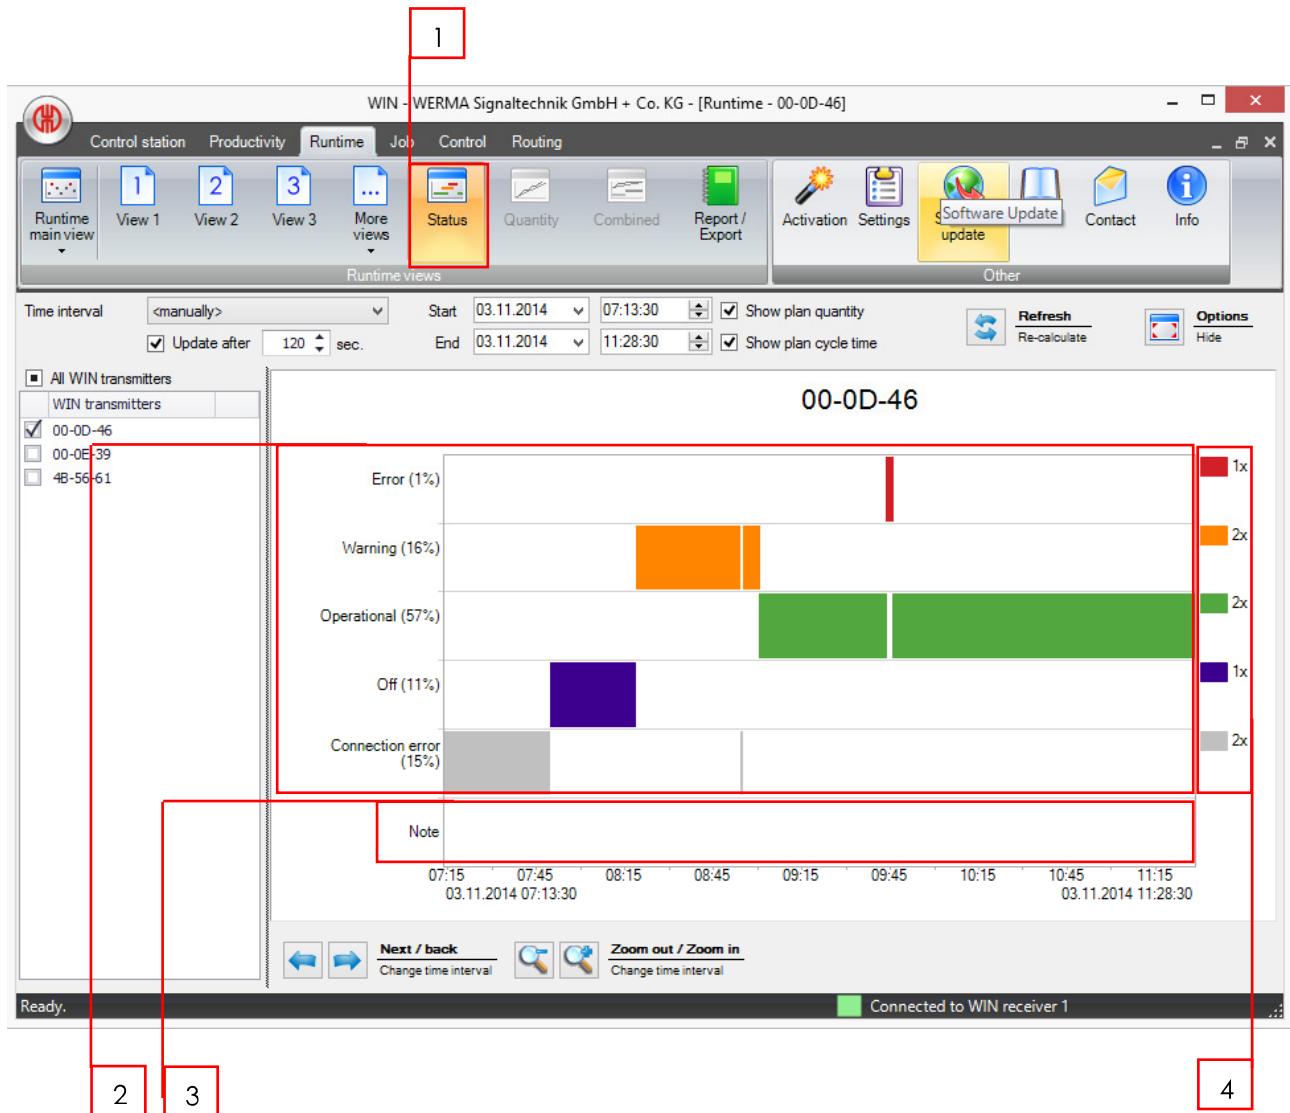 1
WIN - WERMA Signaltechnik GmbH + Co. KG - [Runtime - 00-0D-46]
Control station Productivity Runtime Job Control Routing
Runtime main view
1
View 1
2
View 2
3
View 3
...
More views
Status
Quantity
Combined
Report / Export
Runtime views
Activation
Settings
update
Software Update
Contact
Info
Other
Time interval <manually> Start 03.11.2014 07:13:30 Show plan quantity
Update after 120 sec. End 03.11.2014 11:28:30 Show plan cycle time
Refresh
Re-calculate
Options
Hide
All WIN transmitters
WIN transmitters
00-0D-46
00-0E-39
4B-56-61
00-0D-46
Error (1%) 1x
Warning (16%) 2x
Operational (57%) 2x
Off (11%) 1x
Connection error (15%) 2x
Note
07:15 07:45 08:15 08:45 09:15 09:45 10:15 10:45 11:15
03.11.2014 07:13:30 03.11.2014 11:28:30
Next / back
Change time interval
Zoom out / Zoom in
Change time interval
Ready. Connected to WIN receiver 1
2 3 4